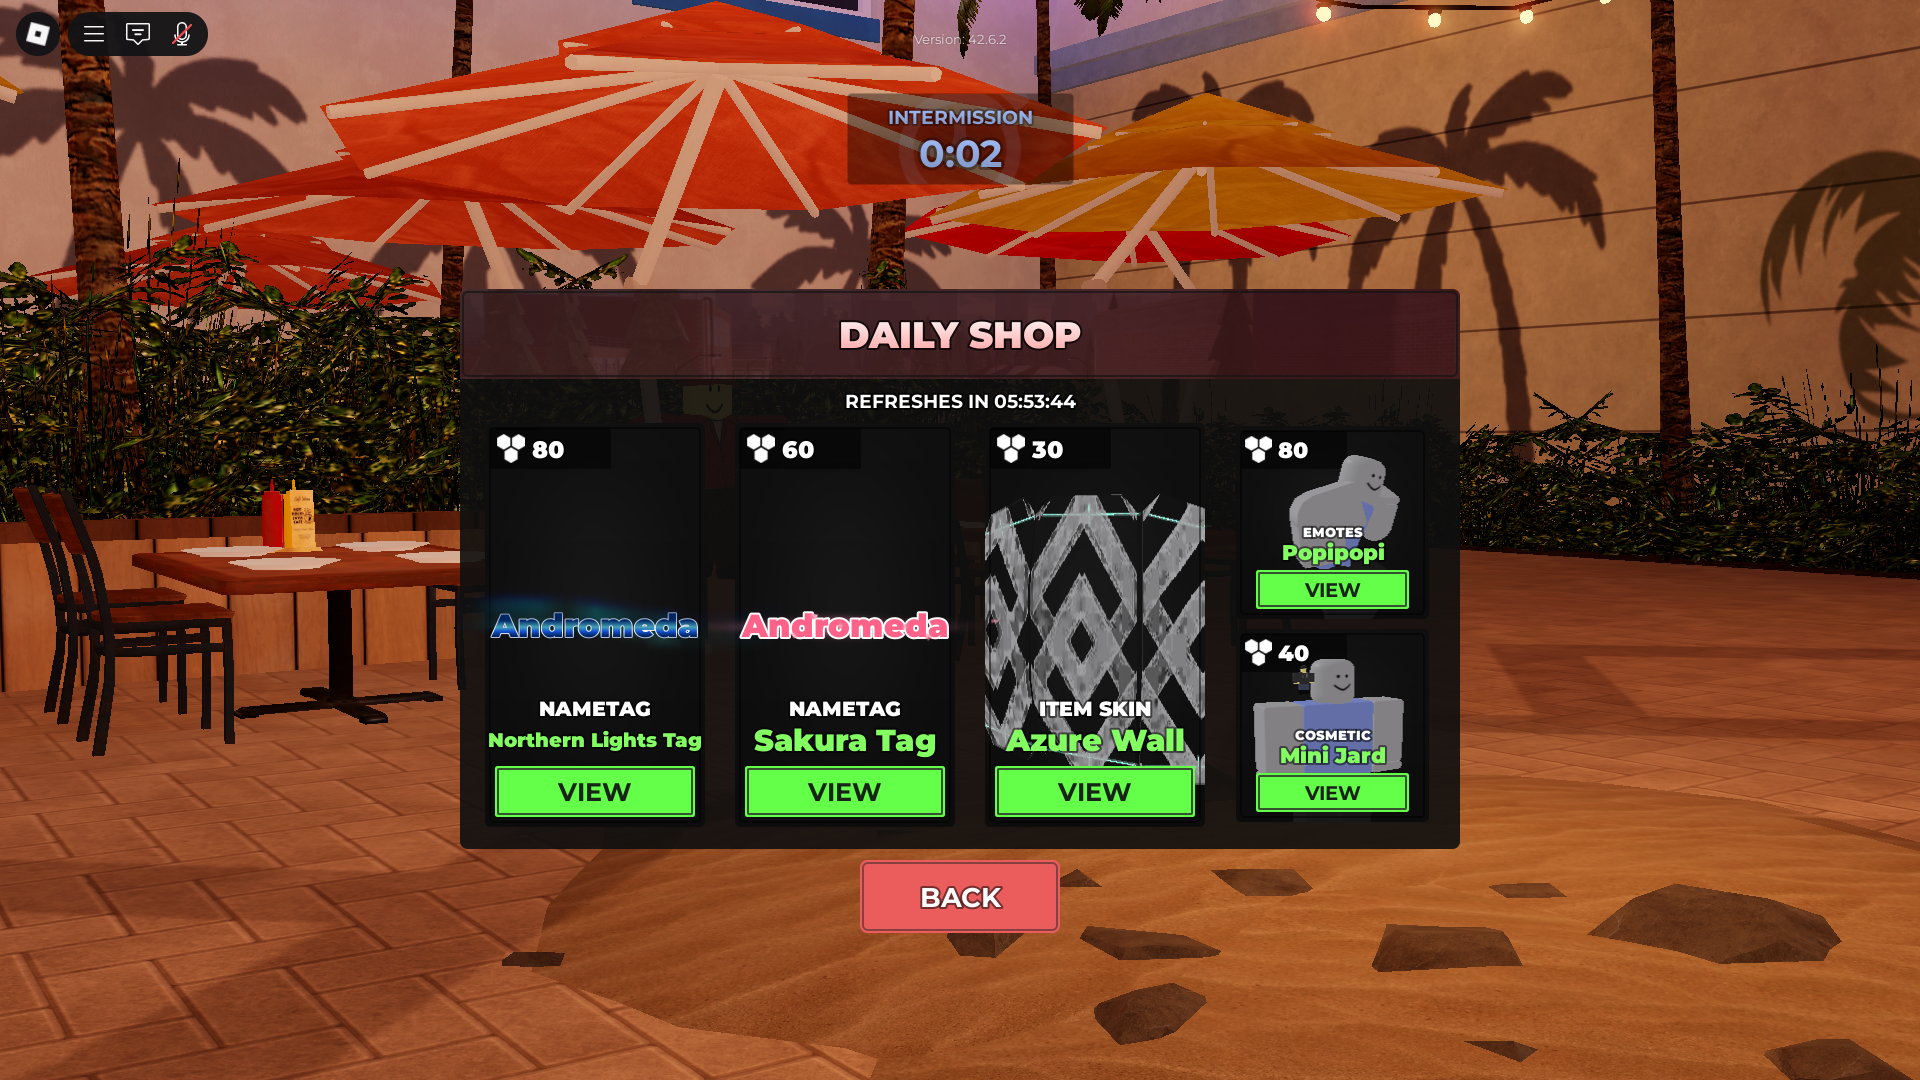 Version: 42.6.2
INTERMISSION
0:02
DAILY SHOP
REFRESHES IN 05:53:44
80
Andromeda
NAMETAG
Northern Lights Tag
VIEW
60
Andromeda
NAMETAG
Sakura Tag
VIEW
30
ITEM SKIN
Azure Wall
VIEW
80
EMOTES
Popipopi
VIEW
40
COSMETIC
Mini Jard
VIEW
BACK